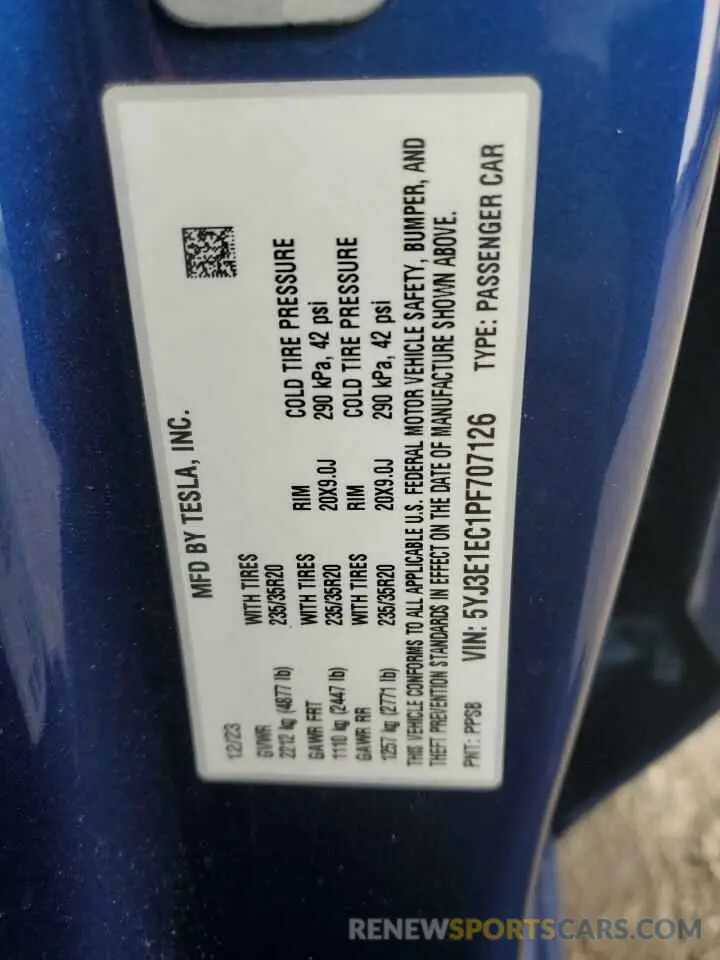 MFD BY TESLA, INC.
12/23
GVWR WITH TIRES
2212 kg (4877 lb) 235/35R20 RIM COLD TIRE PRESSURE
GAWR FRT WITH TIRES 20X9.0J 290 kPa, 42 psi
1110 kg (2447 lb) 235/35R20 RIM COLD TIRE PRESSURE
GAWR RR WITH TIRES
1257 kg (2771 lb) 235/35R20 20X9.0J 290 kPa, 42 psi
THIS VEHICLE CONFORMS TO ALL APPLICABLE U.S. FEDERAL MOTOR VEHICLE SAFETY, BUMPER, AND
THEFT PREVENTION STANDARDS IN EFFECT ON THE DATE OF MANUFACTURE SHOWN ABOVE.
PNT: PPSB VIN: 5YJ3E1EC1PF707126 TYPE: PASSENGER CAR
RENEWSPORTSCARS.COM